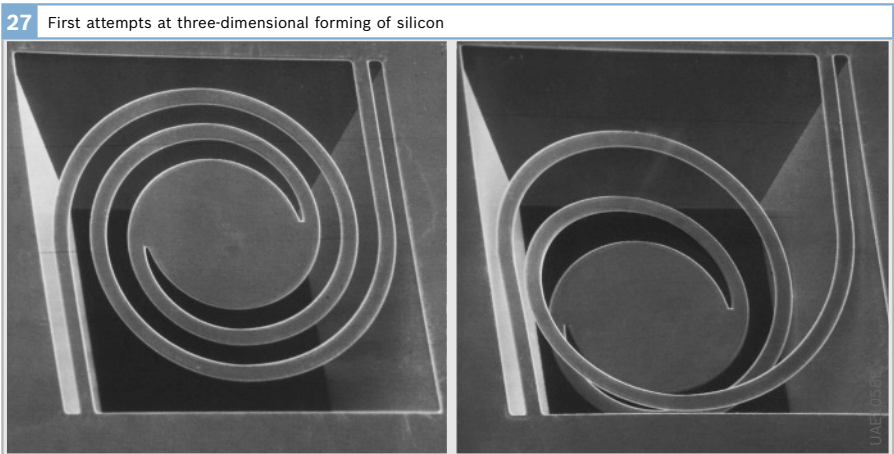 27 First attempts at three-dimensional forming of silicon